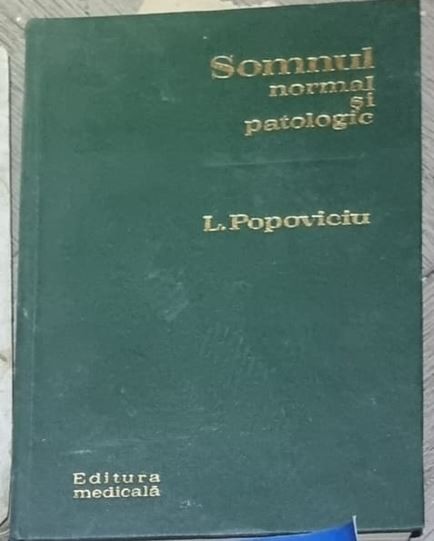 Somnul
normal
și
patologic
L. Popoviciu
Editura
medicală